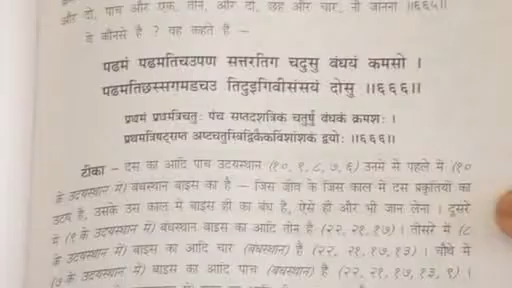 और दो, पाच और एक, तीन, और दो, छह और चार, नौ जानना ॥६६५॥
वे कौनसे है ? वह कहते है –
पढमं पढमतिचउपण सत्तरतिग चदुसु बंधयं कमसो ।
पढमतिछस्सगमडचउ तिदुइगिवीसंसयं दोसु ॥६६६॥
प्रथमं प्रथमत्रिचतुः पंच सप्तदशत्रिकं चतुर्षु बंधकं क्रमशः ।
प्रथमत्रिषट्सप्त अष्टचतुस्त्रिद्विकैकविंशांशकं द्वयोः ॥६६६॥
टीका – दस का आदि पाच उदयस्थान (१०, ९, ८, ७, ६) उनमें से पहले में (१०
के उदयस्थान में) बंधस्थान बाइस का है – जिस जीव के जिस काल में दस प्रकृतियों का
उदय है, उसके उस काल में बाइस ही का बंध है, ऐसे ही और भी जान लेना । दूसरे
में (९ के उदयस्थान में) बंधस्थान बाइस का आदि तीन है (२२, २१, १७) । तीसरे में (८
के उदयस्थान में) बाइस का आदि चार (बंधस्थान) है (२२, २१, १७, १३) । चौथे में
(७ के उदयस्थान में) बाइस का आदि पाच (बंधस्थान) है (२२, २१, १७, १३, ९) ।